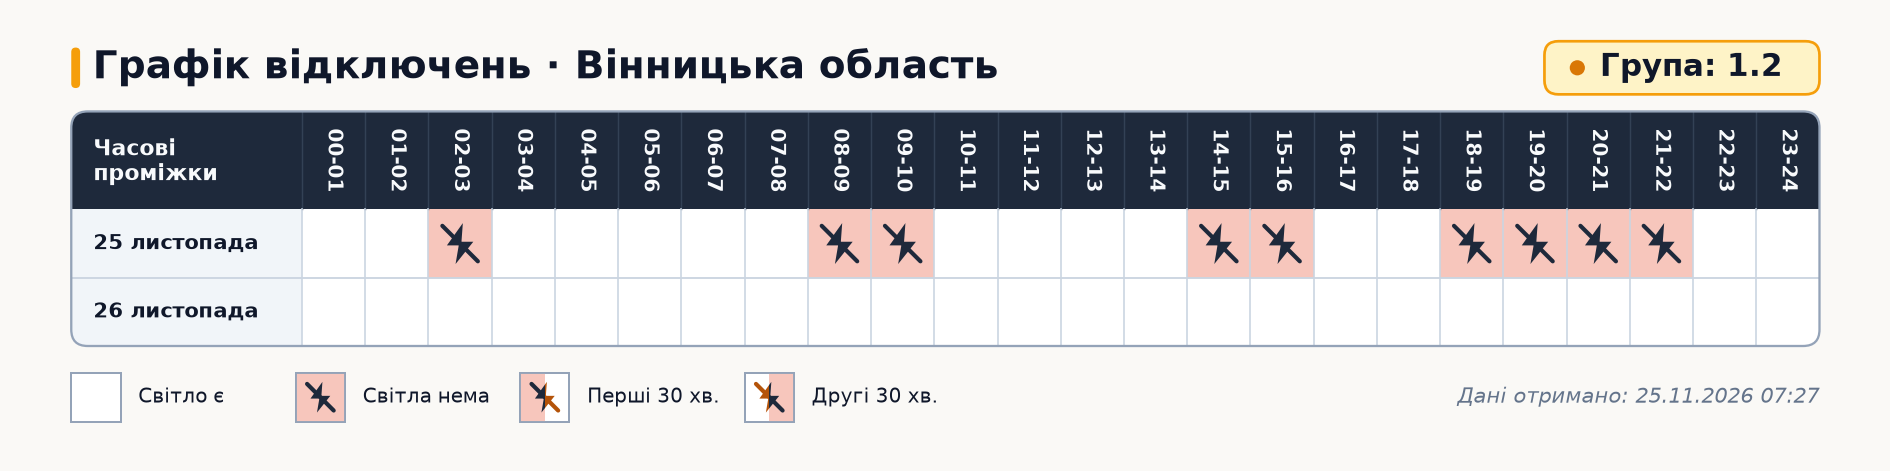 Графік відключень · Вінницька область
Група: 1.2
Часові
проміжки
00-01
01-02
02-03
03-04
04-05
05-06
06-07
07-08
08-09
09-10
10-11
11-12
12-13
13-14
14-15
15-16
16-17
17-18
18-19
19-20
20-21
21-22
22-23
23-24
25 листопада
26 листопада
Світло є
Світла нема
Перші 30 хв.
Другі 30 хв.
Дані отримано: 25.11.2026 07:27